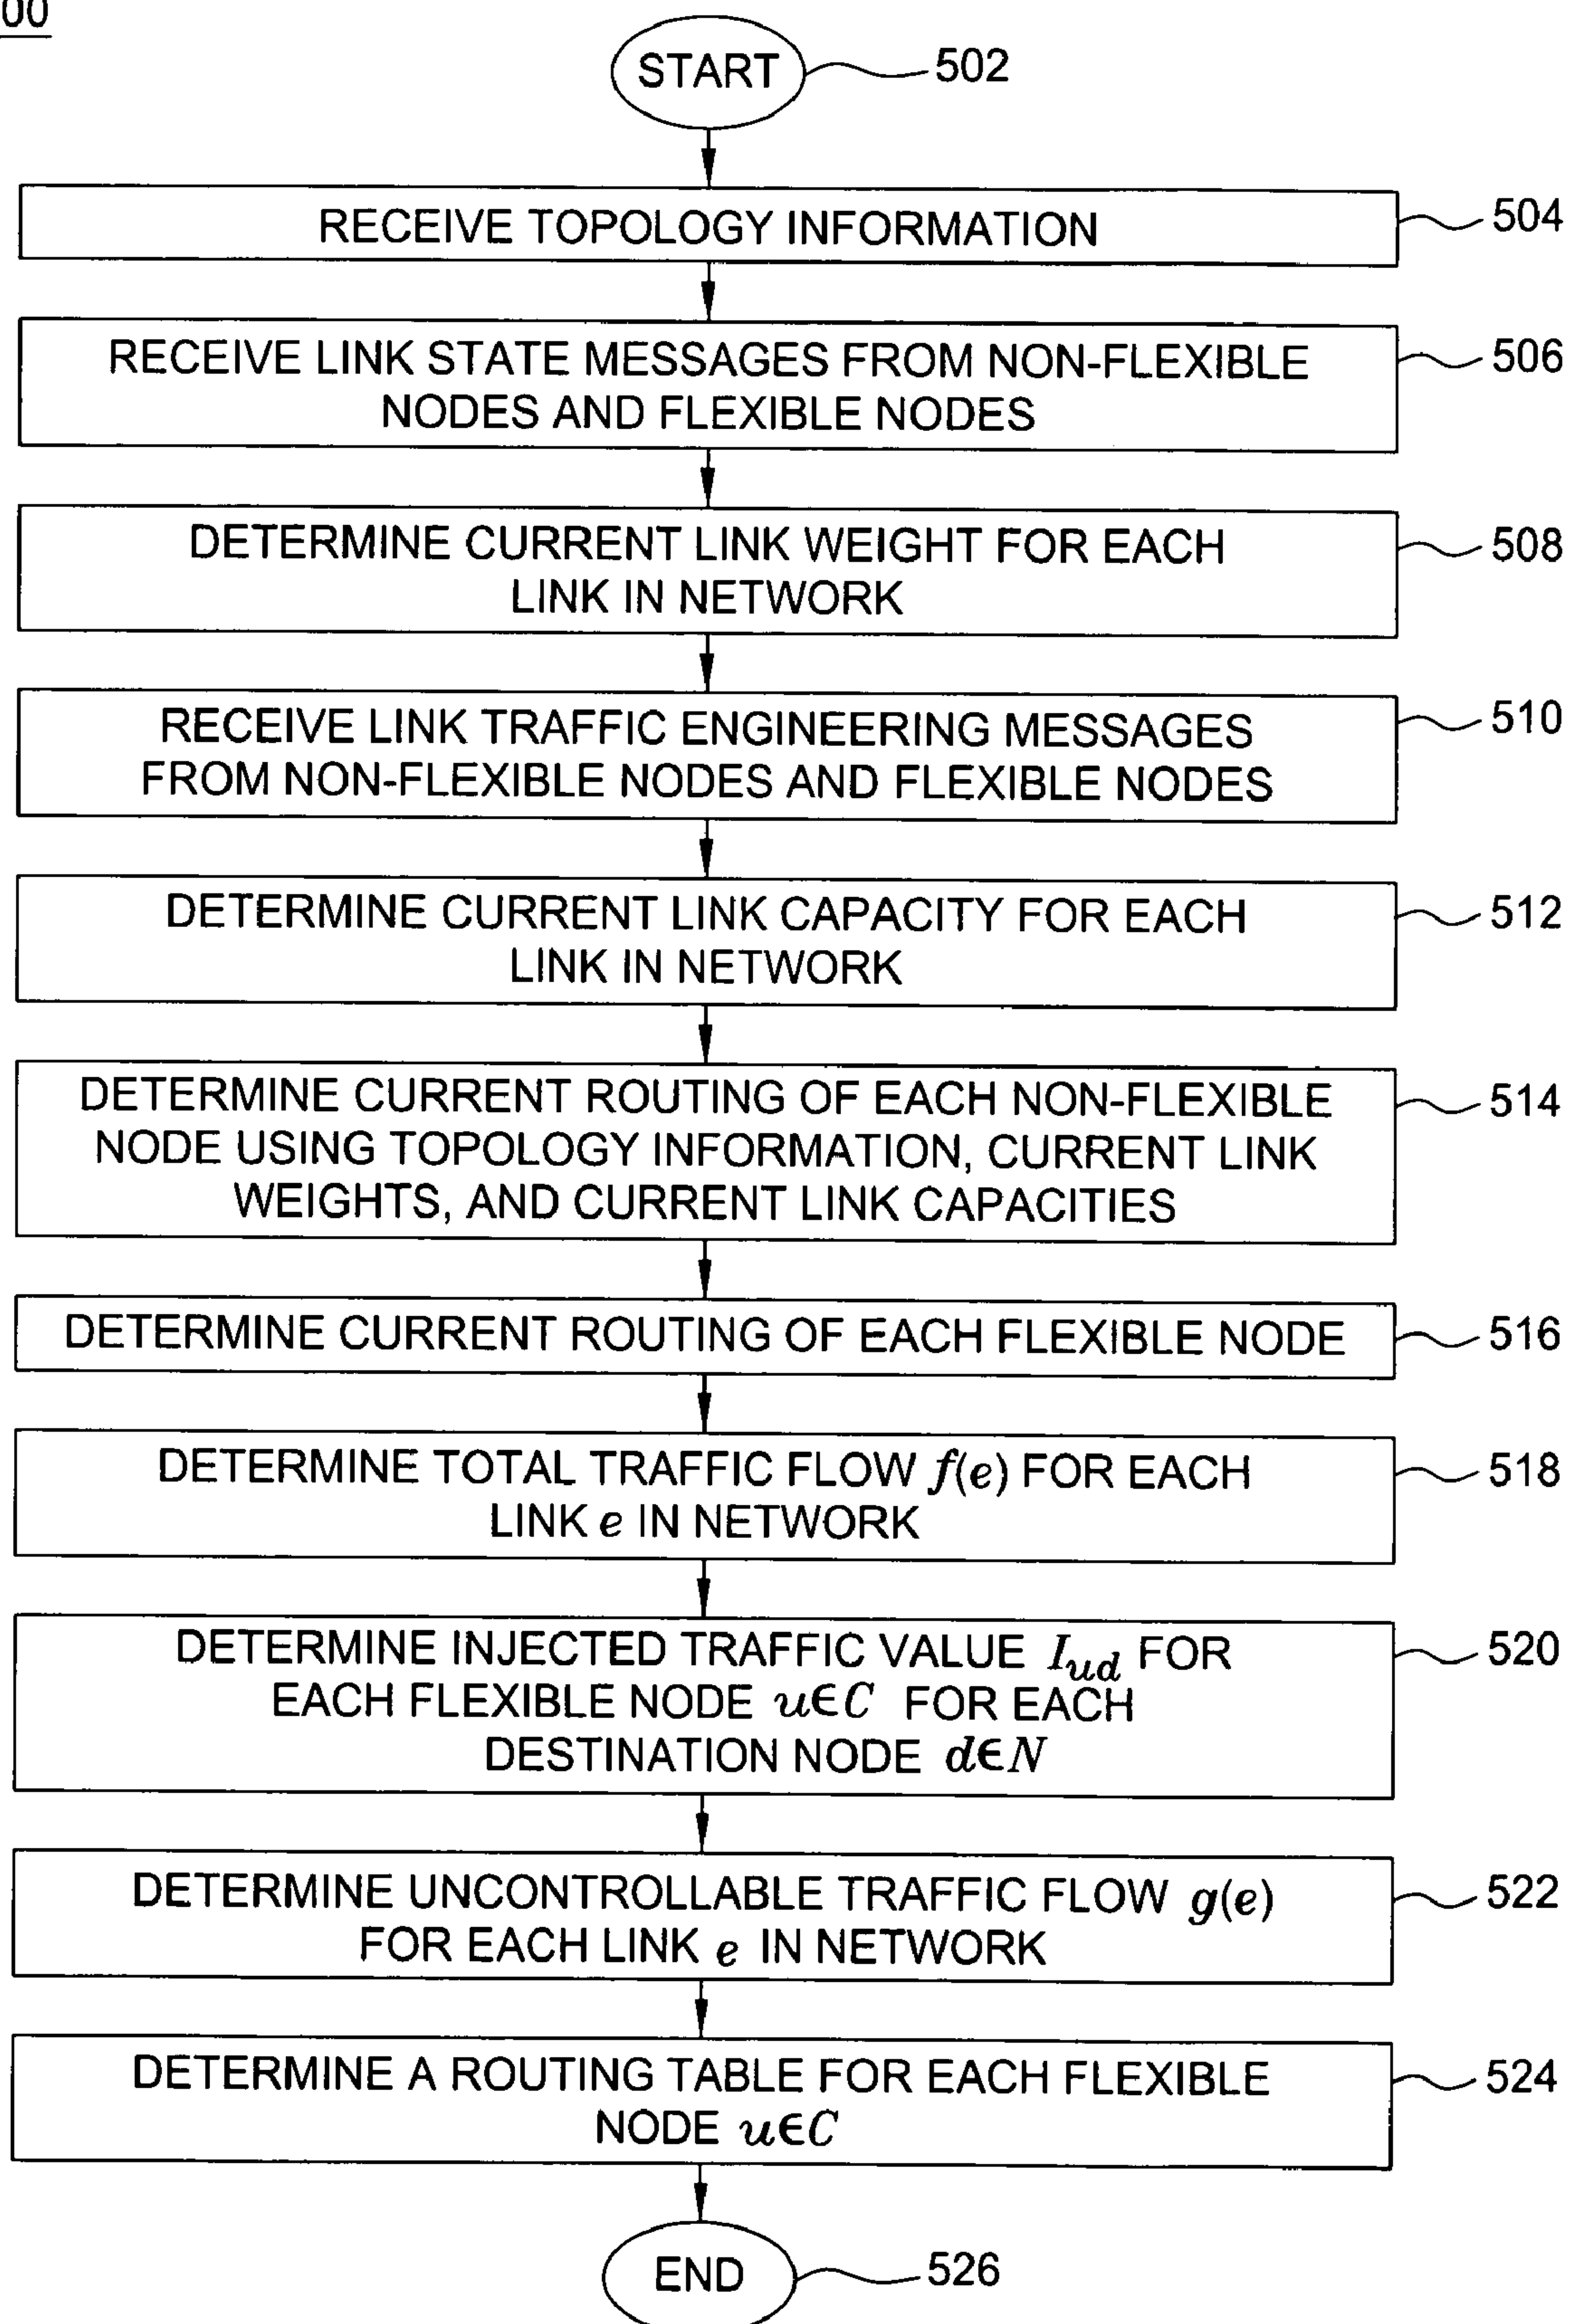 00
START
502
RECEIVE TOPOLOGY INFORMATION
504
RECEIVE LINK STATE MESSAGES FROM NON-FLEXIBLE
NODES AND FLEXIBLE NODES
506
DETERMINE CURRENT LINK WEIGHT FOR EACH
LINK IN NETWORK
508
RECEIVE LINK TRAFFIC ENGINEERING MESSAGES
FROM NON-FLEXIBLE NODES AND FLEXIBLE NODES
510
DETERMINE CURRENT LINK CAPACITY FOR EACH
LINK IN NETWORK
512
DETERMINE CURRENT ROUTING OF EACH NON-FLEXIBLE
NODE USING TOPOLOGY INFORMATION, CURRENT LINK
WEIGHTS, AND CURRENT LINK CAPACITIES
514
DETERMINE CURRENT ROUTING OF EACH FLEXIBLE NODE
516
DETERMINE TOTAL TRAFFIC FLOW f(e) FOR EACH
LINK e IN NETWORK
518
DETERMINE INJECTED TRAFFIC VALUE I_ud FOR
EACH FLEXIBLE NODE u∈C FOR EACH
DESTINATION NODE d∈N
520
DETERMINE UNCONTROLLABLE TRAFFIC FLOW g(e)
FOR EACH LINK e IN NETWORK
522
DETERMINE A ROUTING TABLE FOR EACH FLEXIBLE
NODE u∈C
524
END
526